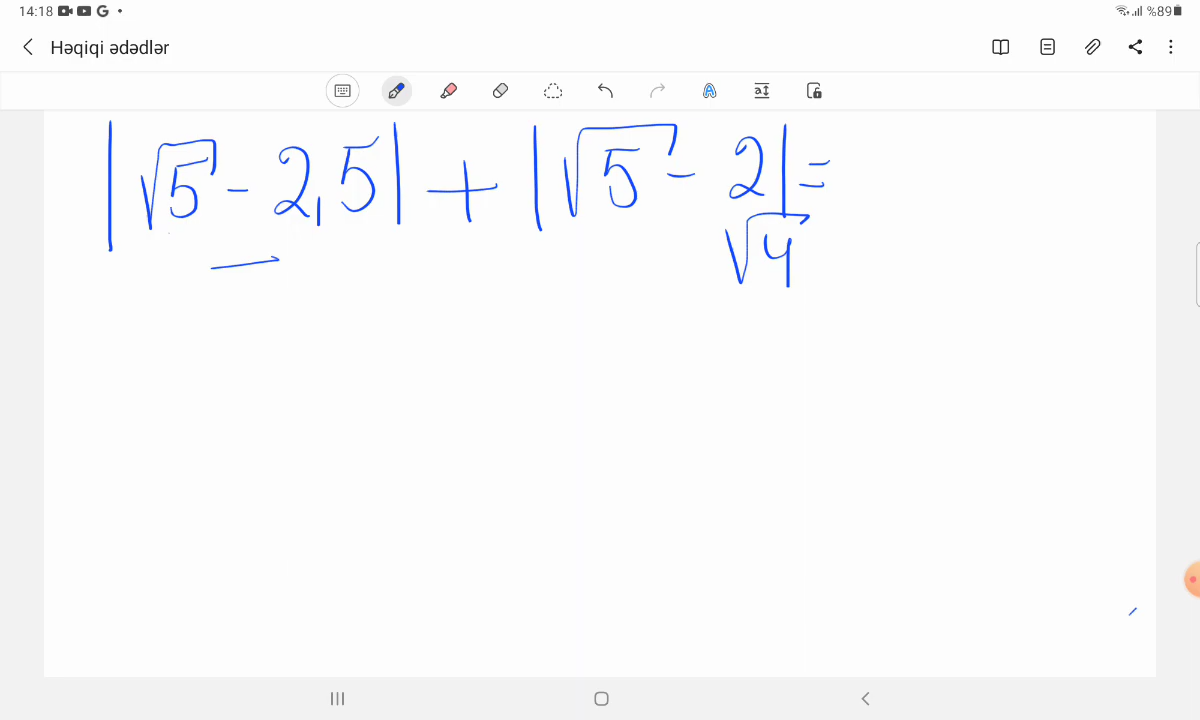 14:18 %89
Həqiqi ədədlər
|√5 - 2,5| + |√5 - 2| =
√4